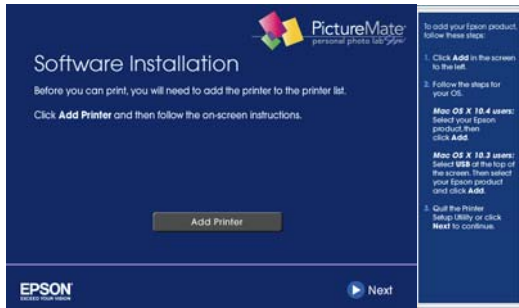 PictureMate
personal photo lab
Software Installation
Before you can print, you will need to add the printer to the printer list.
Click Add Printer and then follow the on-screen instructions.
Add Printer
EPSON
EXCEED YOUR VISION
Next
To add your Epson product,
follow these steps:
1. Click Add in the screen
to the left.
2. Follow the steps for
your OS.
Mac OS X 10.4 users:
Select your Epson
product, then
click Add.
Mac OS X 10.3 users:
Select USB at the top of
the screen. Then select
your Epson product
and click Add.
3. Quit the Printer
Setup Utility or click
Next to continue.